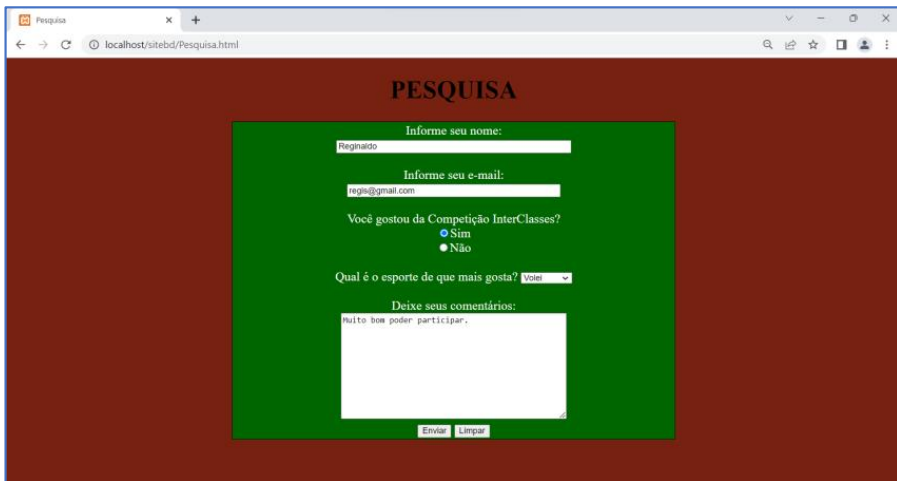 Pesquisa
localhost/sitebd/Pesquisa.html
PESQUISA
Informe seu nome:
Reginaldo
Informe seu e-mail:
regis@gmail.com
Você gostou da Competição InterClasses?
Sim
Não
Qual é o esporte de que mais gosta? Volei
Deixe seus comentários:
Muito bom poder participar.
Enviar Limpar